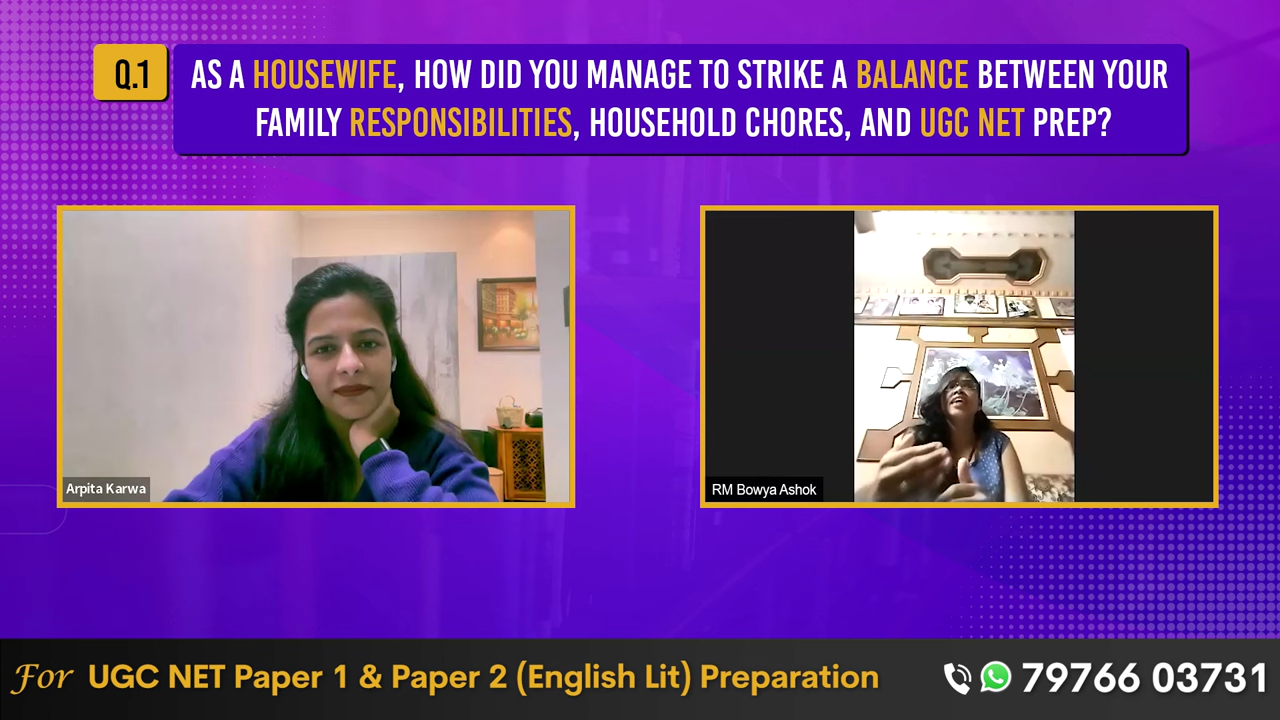 Q.1
AS A HOUSEWIFE, HOW DID YOU MANAGE TO STRIKE A BALANCE BETWEEN YOUR
FAMILY RESPONSIBILITIES, HOUSEHOLD CHORES, AND UGC NET PREP?
Arpita Karwa
RM Bowya Ashok
For UGC NET Paper 1 & Paper 2 (English Lit) Preparation
79766 03731